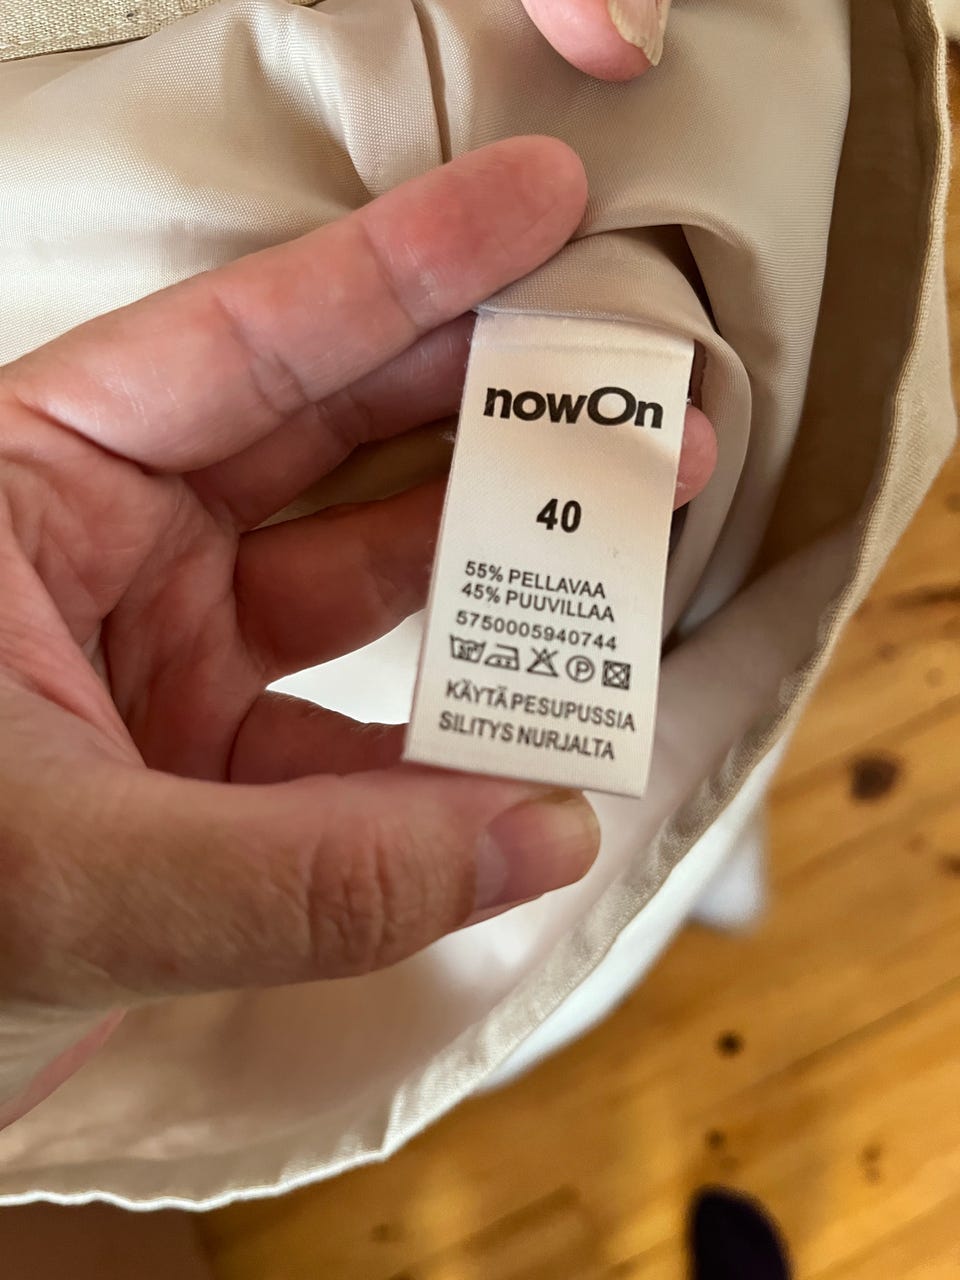 nowOn
40
55% PELLAVAA
45% PUUVILLAA
5750005940744
P
KÄYTÄ PESUPUSSIA
SILITYS NURJALTA